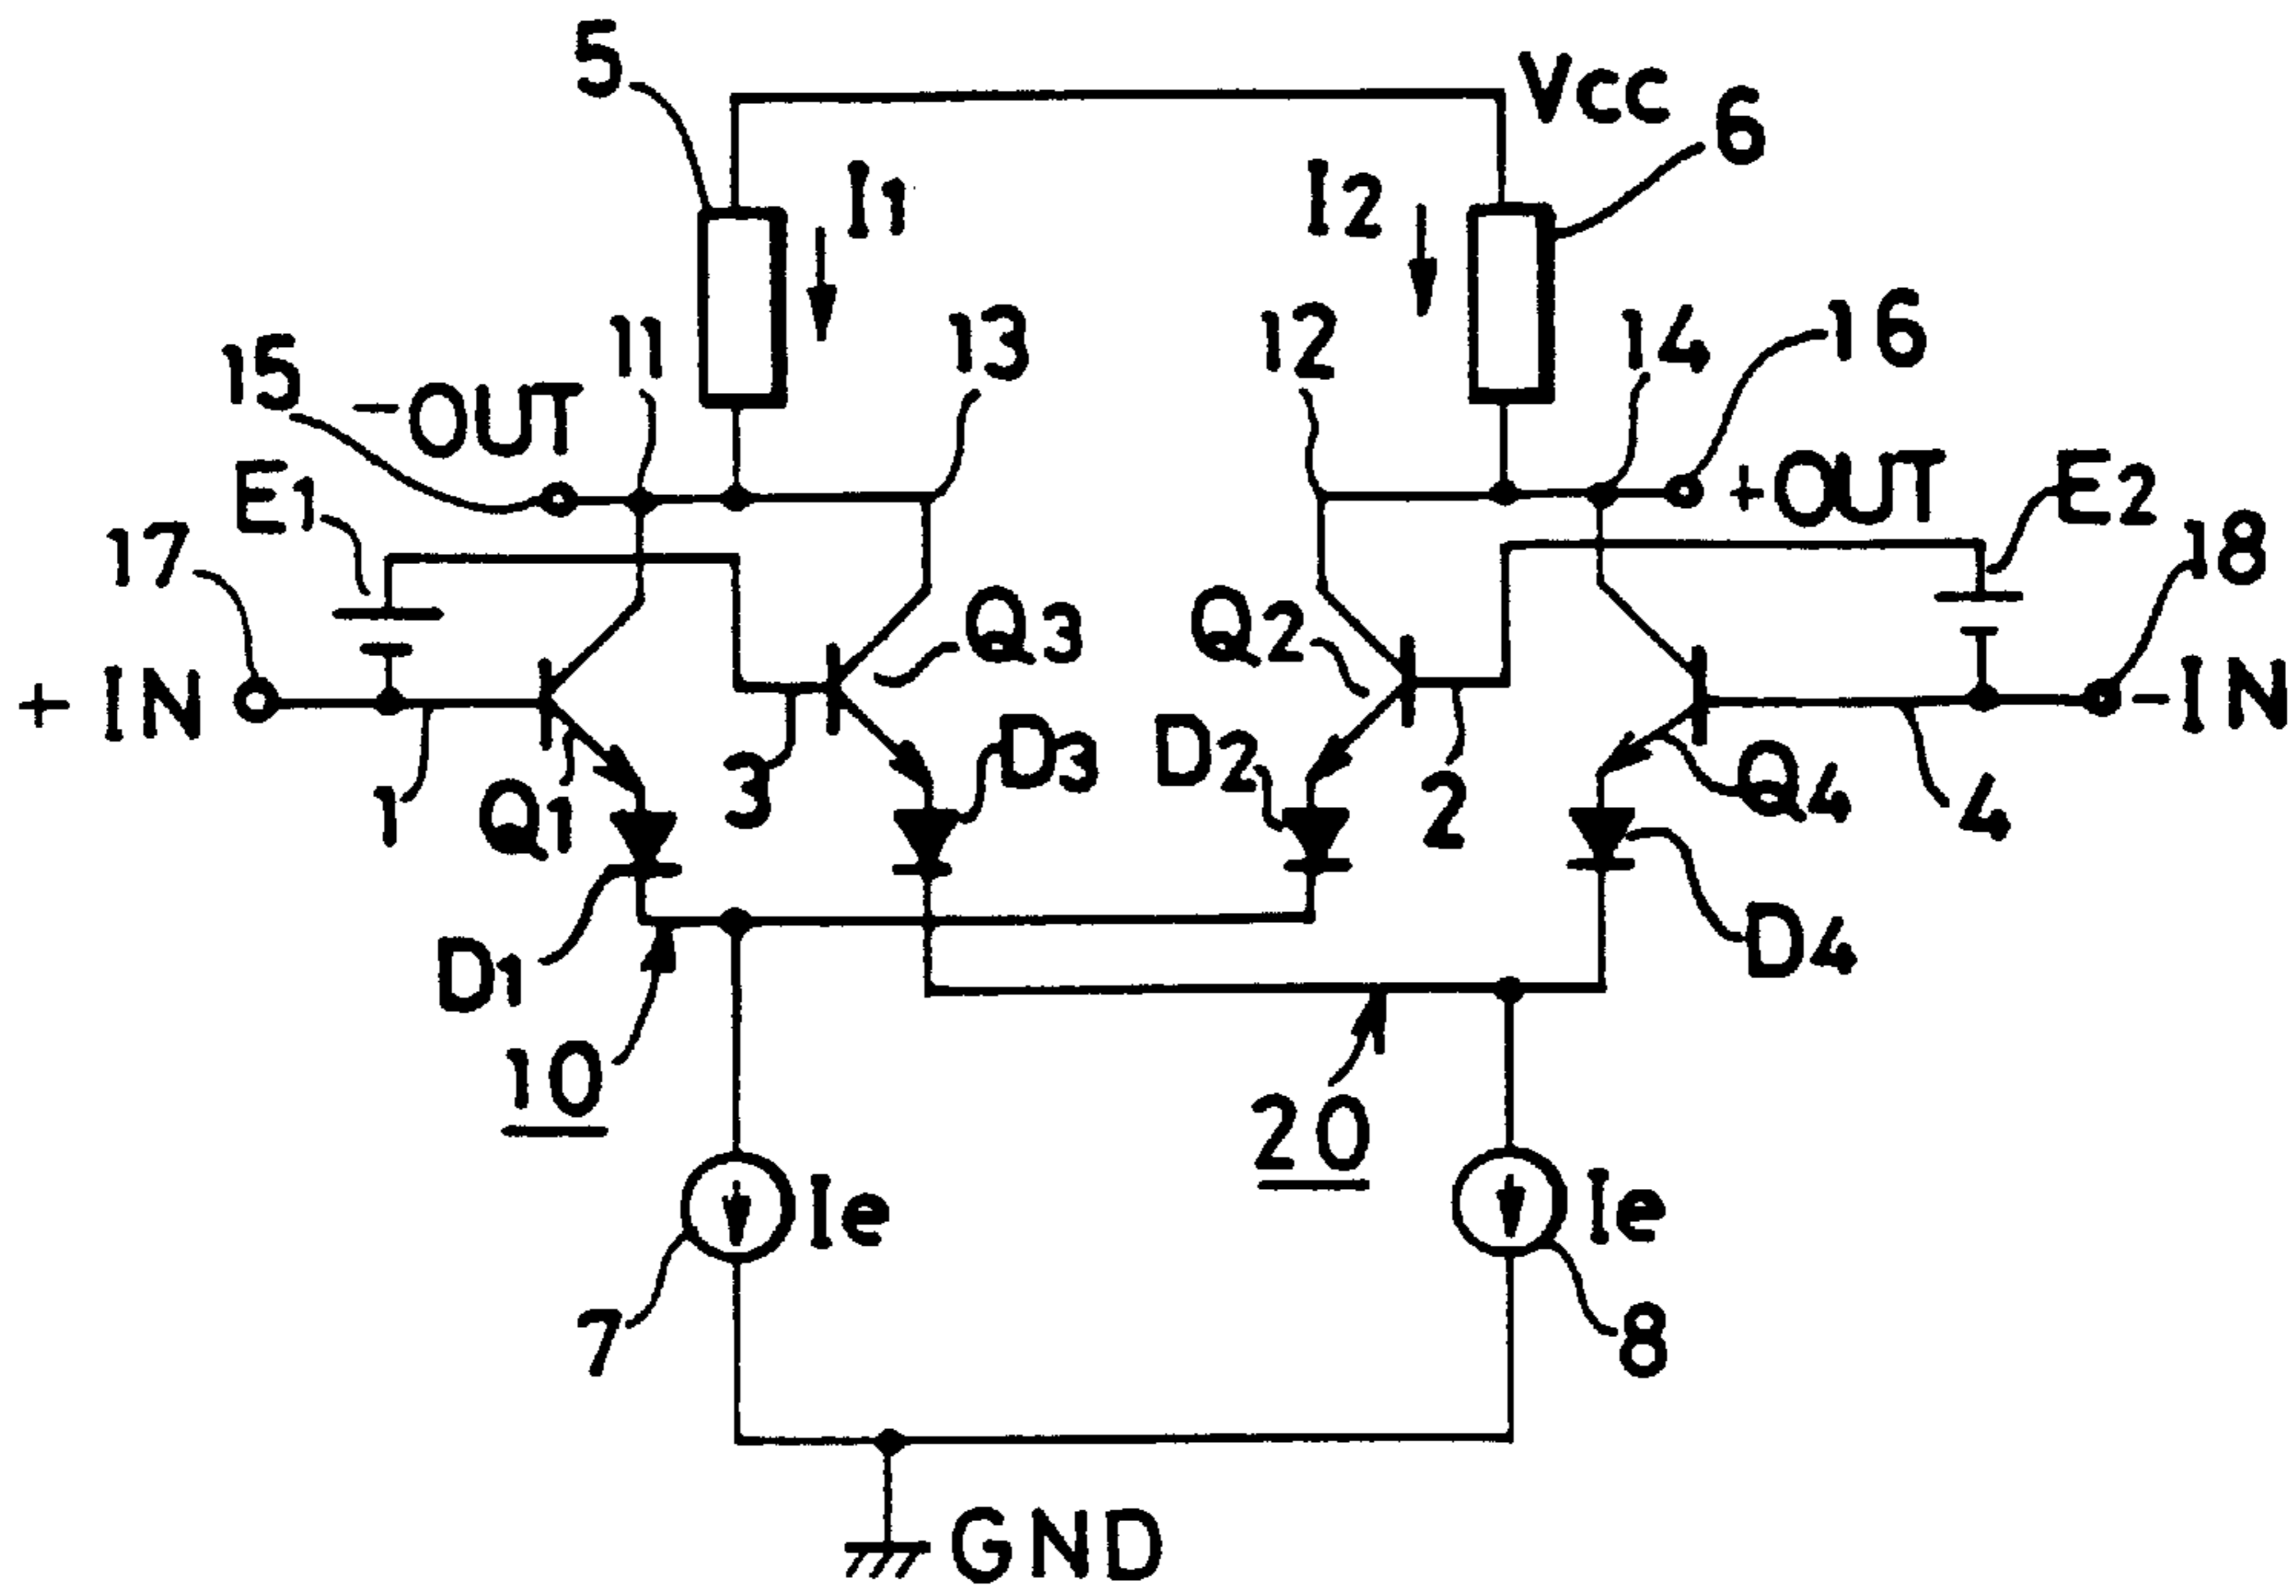 5
Vcc
6
I1
I2
11
13
12
14
16
15
-OUT
+OUT
E1
E2
17
18
Q3
Q2
+IN
-IN
D3
D2
3
2
1
Q1
Q4
4
D1
D4
10
20
Ie
Ie
7
8
GND